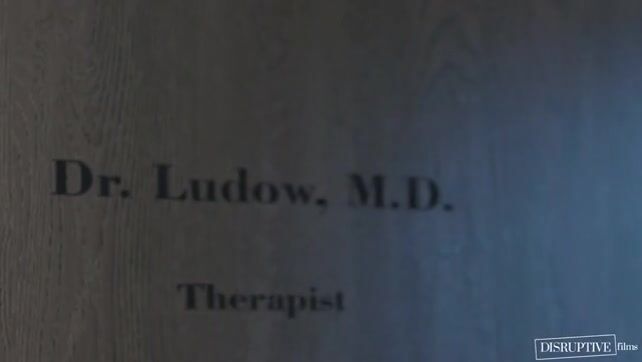 Dr. Ludow, M.D.
Therapist
DISRUPTIVE films